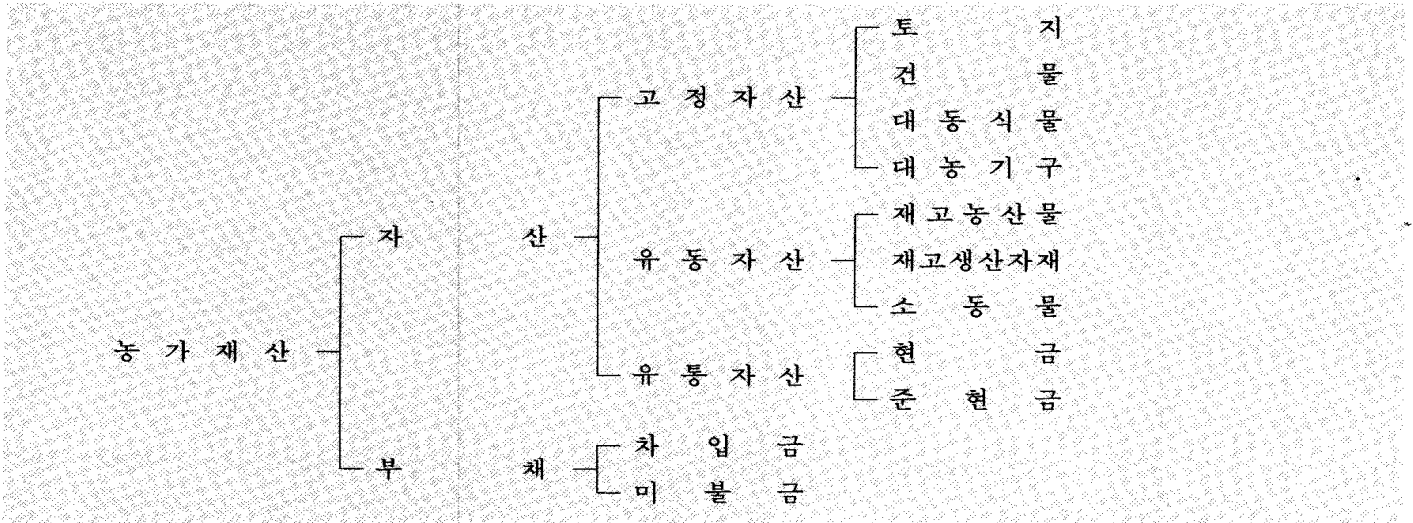 토 지
건 물
고 정 자 산
대 동 식 물
대 농 기 구
재 고 농 산 물
자 산
유 동 자 산
재고생산자재
소 동 물
농 가 재 산
현 금
유 통 자 산
준 현 금
차 입 금
부 채
미 불 금